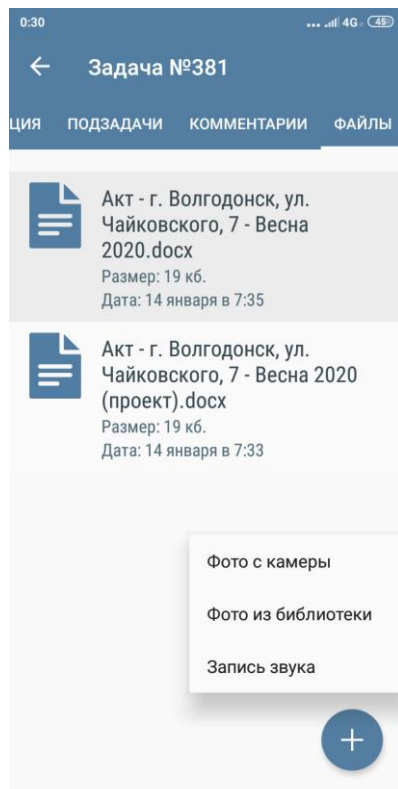 0:30
4G 45
Задача №381
ЦИЯ ПОДЗАДАЧИ КОММЕНТАРИИ ФАЙЛЫ
Акт - г. Волгодонск, ул.
Чайковского, 7 - Весна
2020.docx
Размер: 19 кб.
Дата: 14 января в 7:35
Акт - г. Волгодонск, ул.
Чайковского, 7 - Весна 2020
(проект).docx
Размер: 19 кб.
Дата: 14 января в 7:33
Фото с камеры
Фото из библиотеки
Запись звука